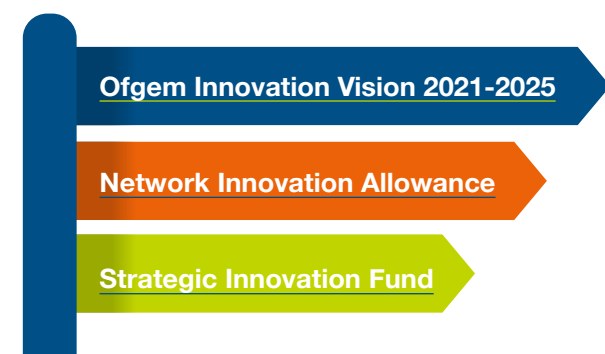 Ofgem Innovation Vision 2021-2025
Network Innovation Allowance
Strategic Innovation Fund